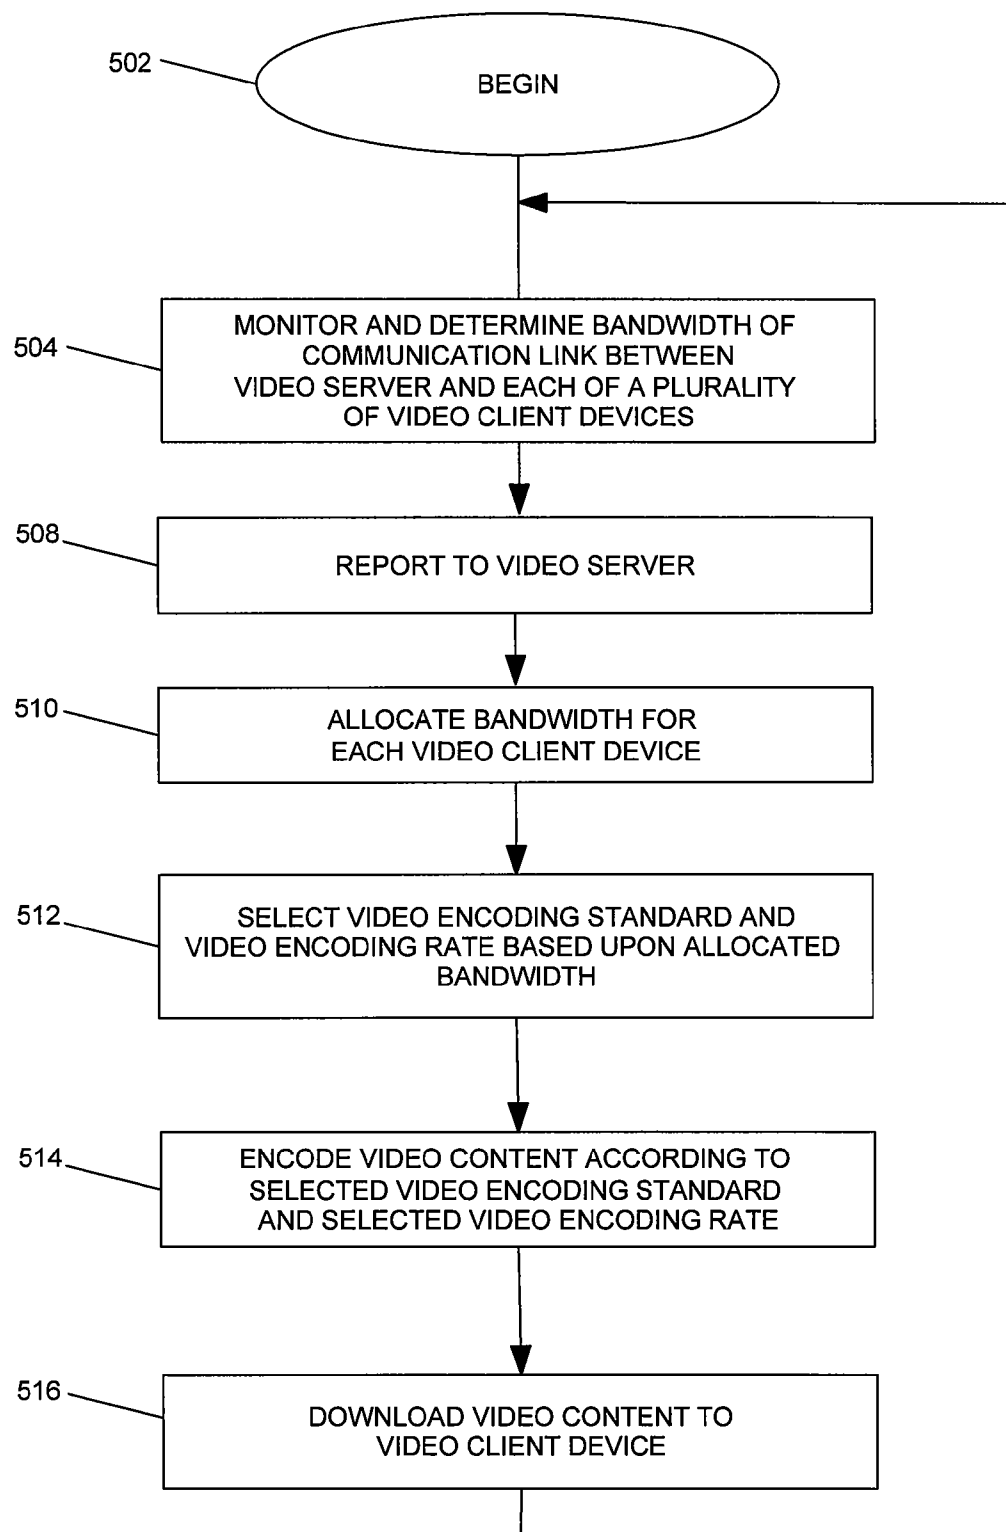 502
BEGIN
504
MONITOR AND DETERMINE BANDWIDTH OF
COMMUNICATION LINK BETWEEN
VIDEO SERVER AND EACH OF A PLURALITY
OF VIDEO CLIENT DEVICES
508
REPORT TO VIDEO SERVER
510
ALLOCATE BANDWIDTH FOR
EACH VIDEO CLIENT DEVICE
512
SELECT VIDEO ENCODING STANDARD AND
VIDEO ENCODING RATE BASED UPON ALLOCATED
BANDWIDTH
514
ENCODE VIDEO CONTENT ACCORDING TO
SELECTED VIDEO ENCODING STANDARD
AND SELECTED VIDEO ENCODING RATE
516
DOWNLOAD VIDEO CONTENT TO
VIDEO CLIENT DEVICE